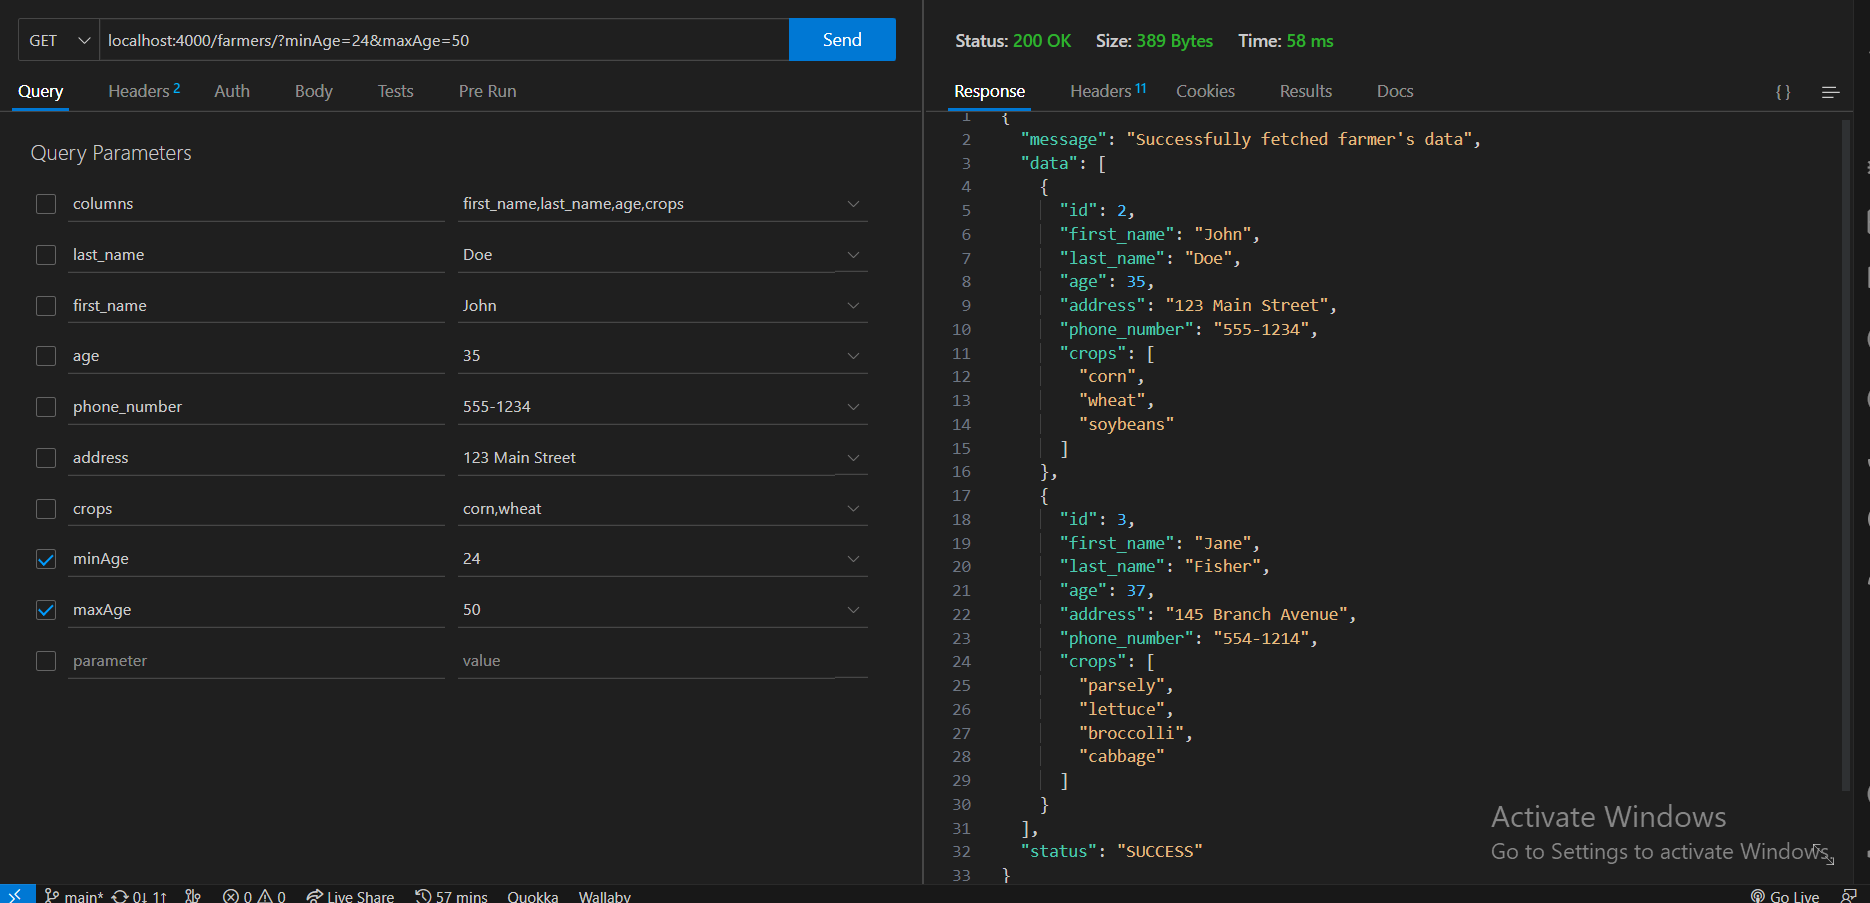 GET localhost:4000/farmers/?minAge=24&maxAge=50 Send
Query Headers 2 Auth Body Tests Pre Run
Query Parameters
columns first_name,last_name,age,crops
last_name Doe
first_name John
age 35
phone_number 555-1234
address 123 Main Street
crops corn,wheat
minAge 24
maxAge 50
parameter value
Status: 200 OK Size: 389 Bytes Time: 58 ms
Response Headers 11 Cookies Results Docs {}
1 {
2 "message": "Successfully fetched farmer's data",
3 "data": [
4 {
5 "id": 2,
6 "first_name": "John",
7 "last_name": "Doe",
8 "age": 35,
9 "address": "123 Main Street",
10 "phone_number": "555-1234",
11 "crops": [
12 "corn",
13 "wheat",
14 "soybeans"
15 ]
16 },
17 {
18 "id": 3,
19 "first_name": "Jane",
20 "last_name": "Fisher",
21 "age": 37,
22 "address": "145 Branch Avenue",
23 "phone_number": "554-1214",
24 "crops": [
25 "parsely",
26 "lettuce",
27 "broccolli",
28 "cabbage"
29 ]
30 }
31 ],
32 "status": "SUCCESS"
33 }
Activate Windows
Go to Settings to activate Windows.
main* 0↓ 1↑ 0 0 Live Share 57 mins Quokka Wallaby Go Live